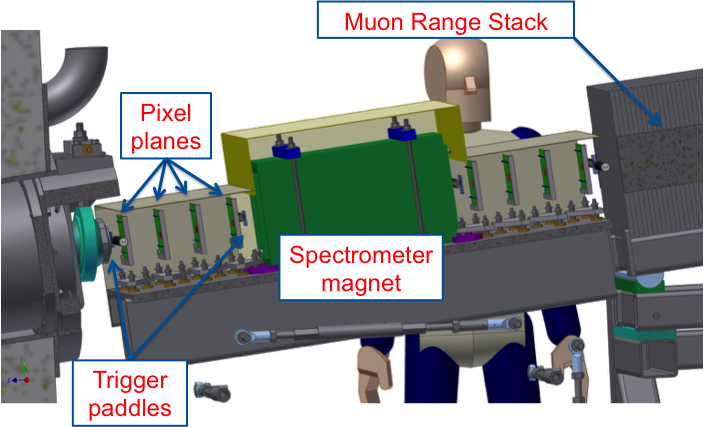 Muon Range Stack
Pixel
planes
Spectrometer
magnet
Trigger
paddles